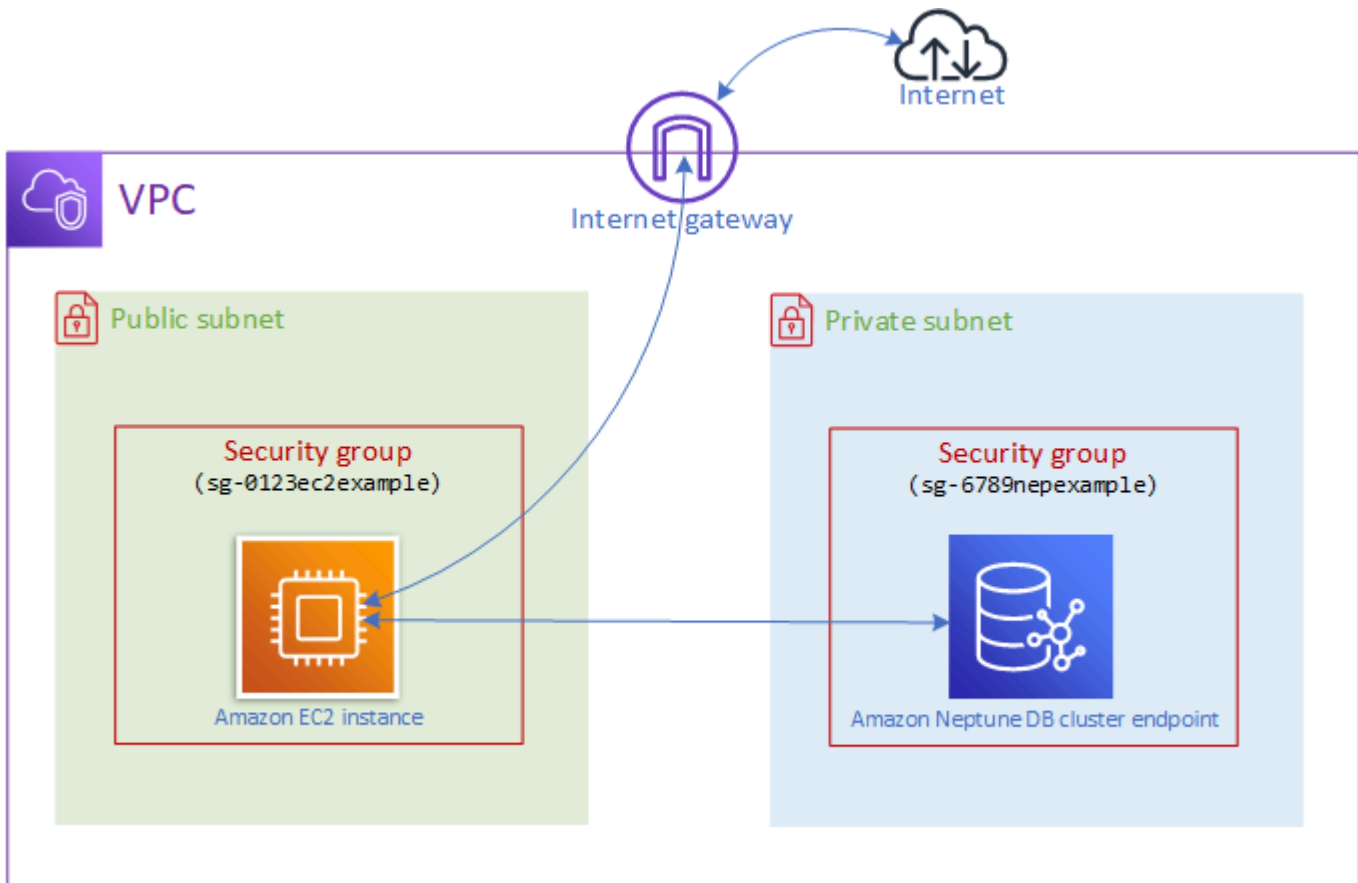 Internet
VPC
Internet gateway
Public subnet
Private subnet
Security group
(sg-0123ec2example)
Security group
(sg-6789nepexample)
Amazon EC2 instance
Amazon Neptune DB cluster endpoint